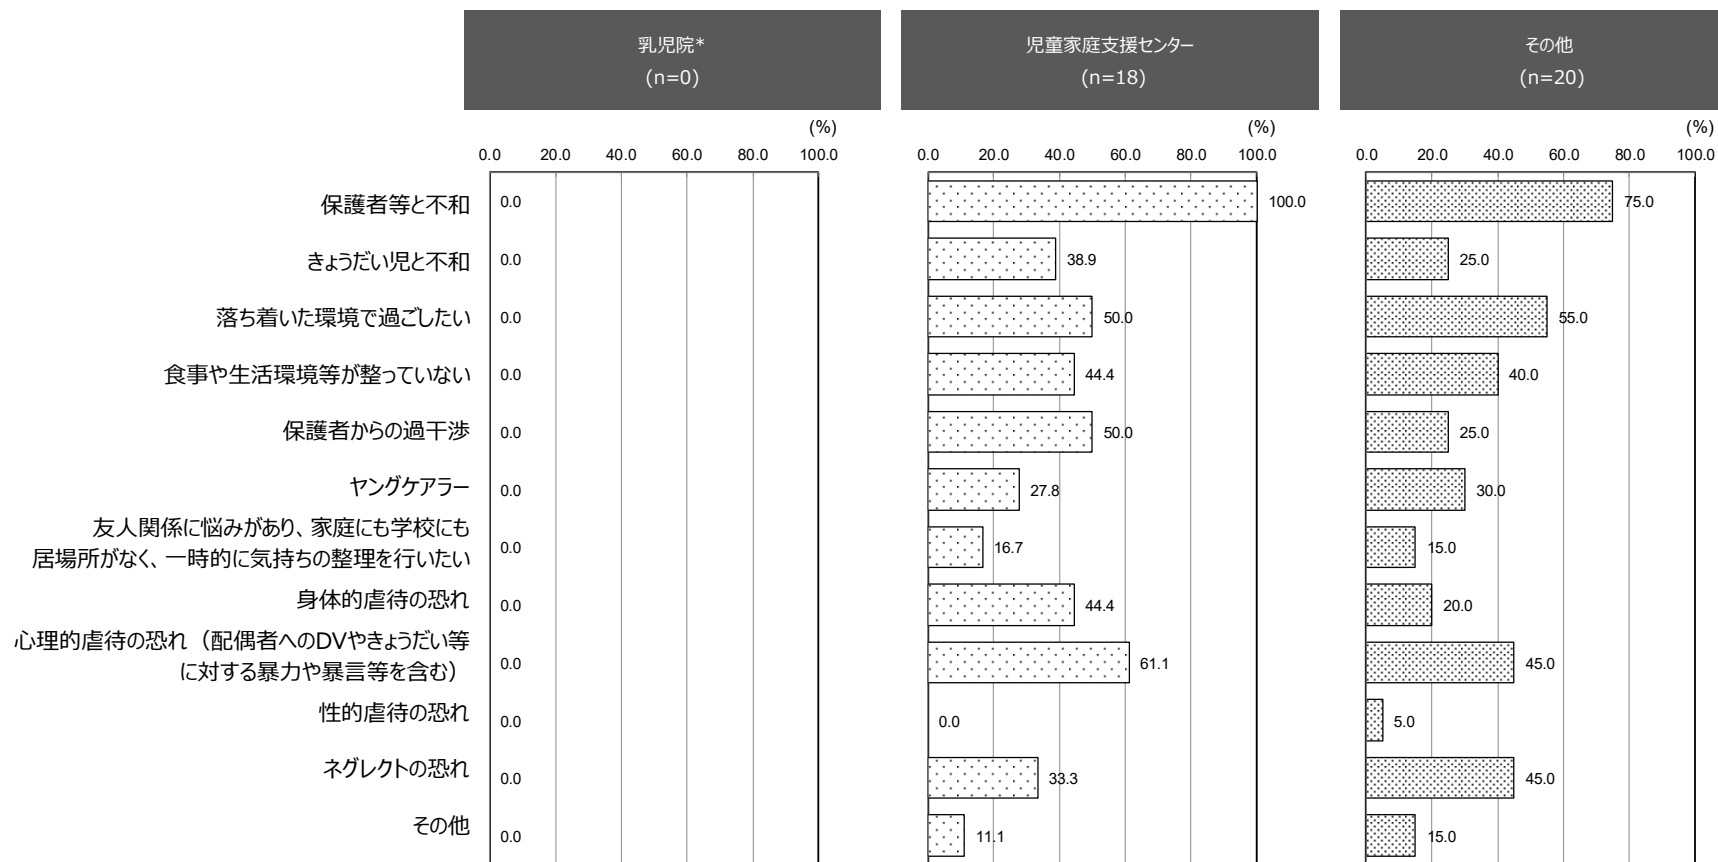 乳児院*
(n=0)
児童家庭支援センター
(n=18)
その他
(n=20)
(%)
(%)
(%)
0.0 20.0 40.0 60.0 80.0 100.0
0.0 20.0 40.0 60.0 80.0 100.0
0.0 20.0 40.0 60.0 80.0 100.0
保護者等と不和 0.0 100.0 75.0
きょうだい児と不和 0.0 38.9 25.0
落ち着いた環境で過ごしたい 0.0 50.0 55.0
食事や生活環境等が整っていない 0.0 44.4 40.0
保護者からの過干渉 0.0 50.0 25.0
ヤングケアラー 0.0 27.8 30.0
友人関係に悩みがあり、家庭にも学校にも
居場所がなく、一時的に気持ちの整理を行いたい 0.0 16.7 15.0
身体的虐待の恐れ 0.0 44.4 20.0
心理的虐待の恐れ（配偶者へのDVやきょうだい等
に対する暴力や暴言等を含む） 0.0 61.1 45.0
性的虐待の恐れ 0.0 0.0 5.0
ネグレクトの恐れ 0.0 33.3 45.0
その他 0.0 11.1 15.0